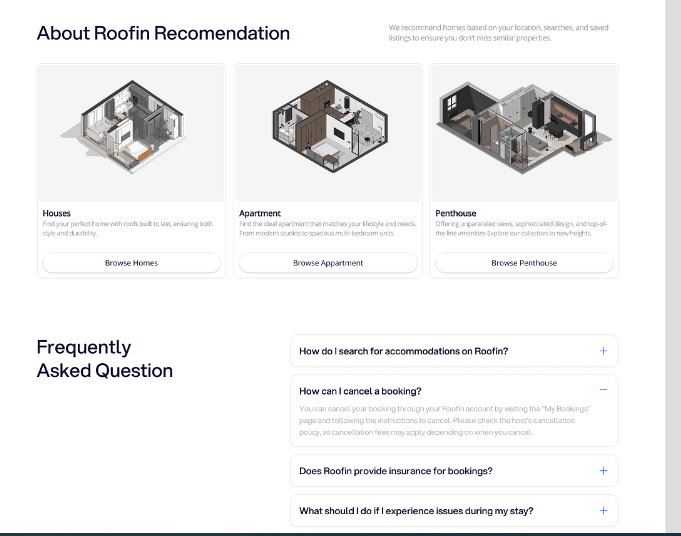 About Roofin Recomendation
We recommend homes based on your location, searches, and saved
listings to ensure you don't miss similar properties.
Houses
Find your perfect home with roofs built to last, ensuring both
style and durability.
Browse Homes
Apartment
Find the ideal apartment that matches your lifestyle and needs.
From modern studios to spacious multi-bedroom units.
Browse Appartment
Penthouse
Offering unparalleled views, sophisticated design, and top-of-
the-line amenities Explore our collection to new heights.
Browse Penthouse
Frequently
Asked Question
How do I search for accommodations on Roofin?
How can I cancel a booking?
You can cancel your booking through your Roofin account by visiting the "My Bookings"
page and following the instructions to cancel. Please check the host's cancellation
policy, as cancellation fees may apply depending on when you cancel.
Does Roofin provide insurance for bookings?
What should I do if I experience issues during my stay?